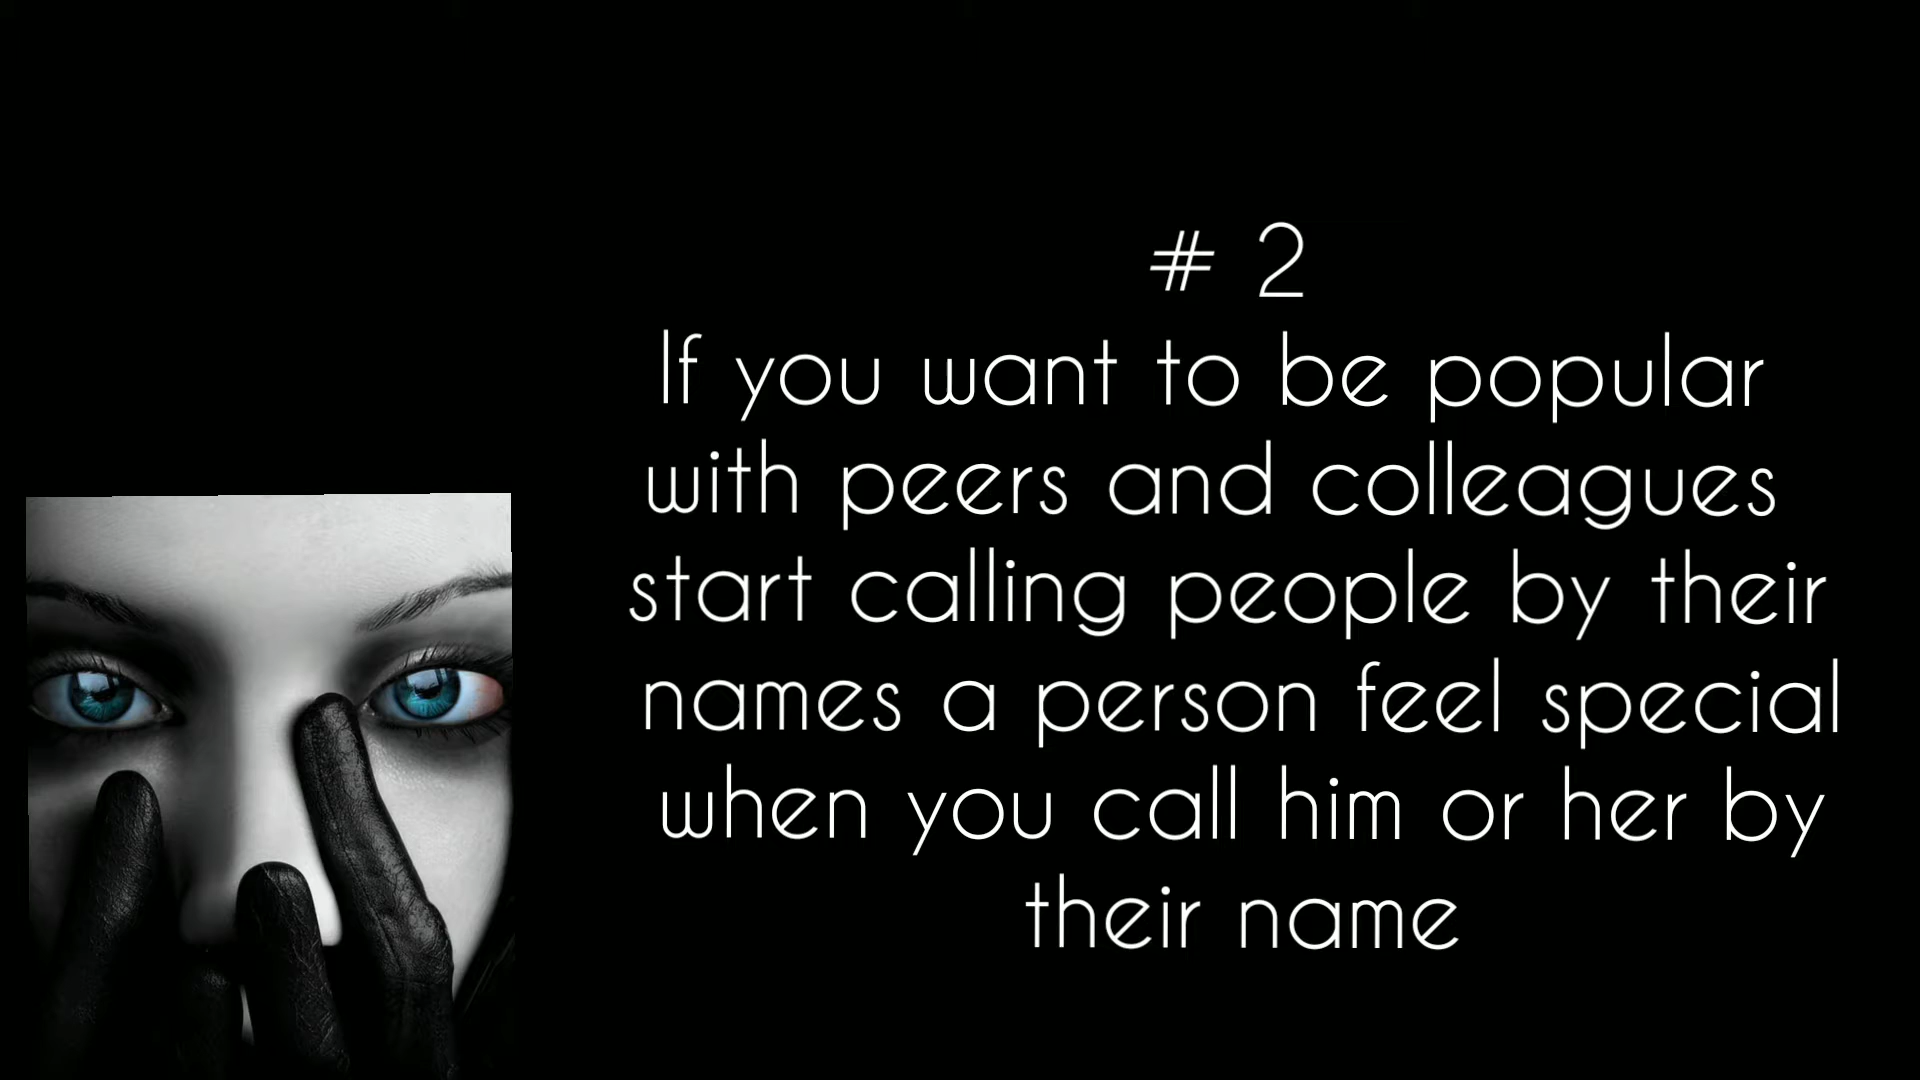 # 2
If you want to be popular
with peers and colleagues
start calling people by their
names a person feel special
when you call him or her by
their name